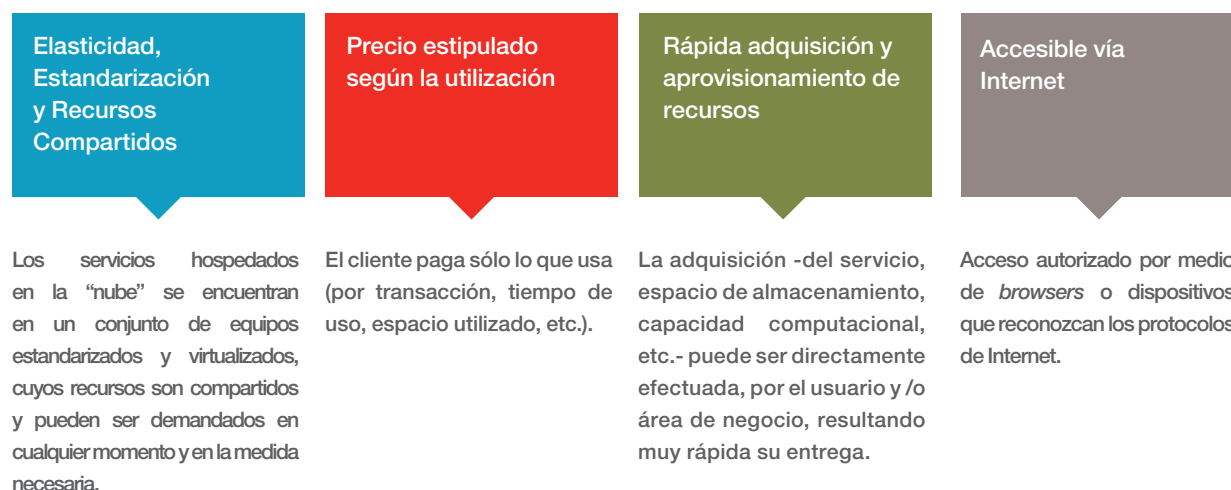 Elasticidad,
Estandarización
y Recursos
Compartidos
Los servicios hospedados
en la “nube” se encuentran
en un conjunto de equipos
estandarizados y virtualizados,
cuyos recursos son compartidos
y pueden ser demandados en
cualquier momento y en la medida
necesaria.
Precio estipulado
según la utilización
El cliente paga sólo lo que usa
(por transacción, tiempo de
uso, espacio utilizado, etc.).
Rápida adquisición y
aprovisionamiento de
recursos
La adquisición -del servicio,
espacio de almacenamiento,
capacidad computacional,
etc.- puede ser directamente
efectuada, por el usuario y /o
área de negocio, resultando
muy rápida su entrega.
Accesible vía
Internet
Acceso autorizado por medio
de browsers o dispositivos
que reconozcan los protocolos
de Internet.